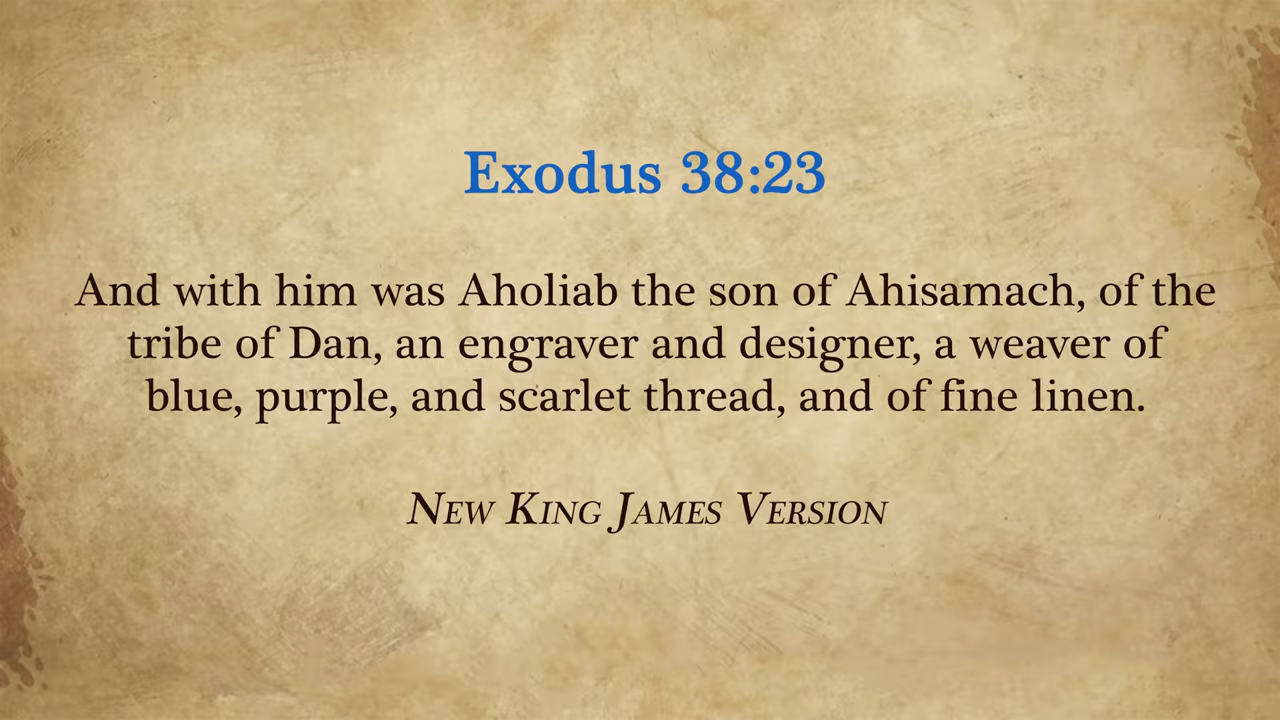 Exodus 38:23
And with him was Aholiab the son of Ahisamach, of the
tribe of Dan, an engraver and designer, a weaver of
blue, purple, and scarlet thread, and of fine linen.
New King James Version